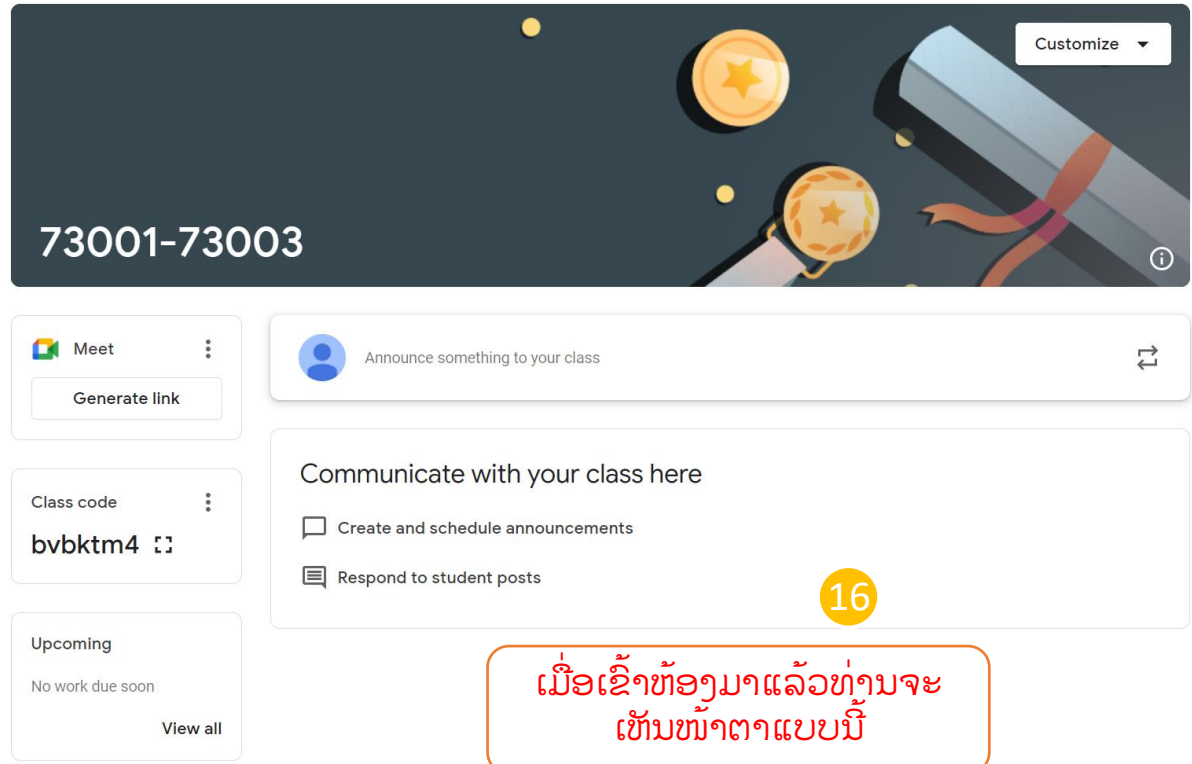 Customize
73001-73003
Meet
Generate link
Announce something to your class
Class code
bvbktm4
Communicate with your class here
Create and schedule announcements
Respond to student posts
Upcoming
No work due soon
View all
16
ເມື່ອເຂົ້າຫ້ອງມາແລ້ວທ່ານຈະ
ເຫັນໜ້າຕາແບບນີ້